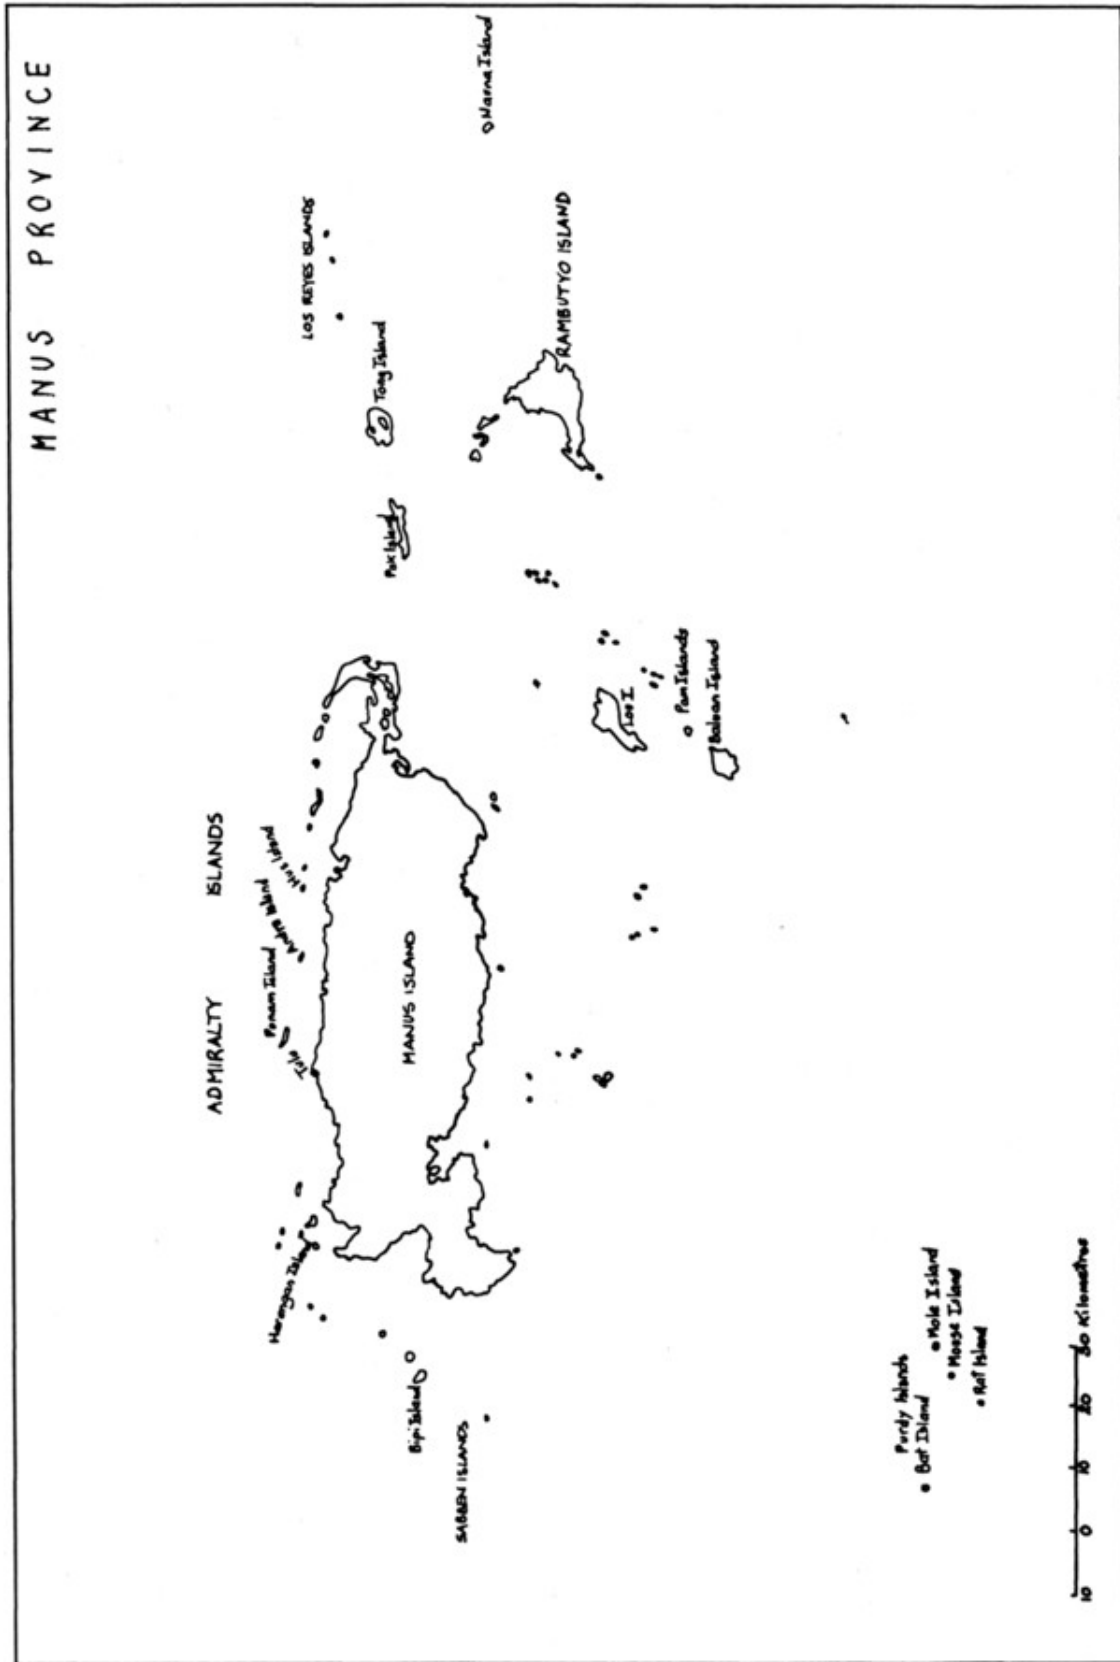 MANUS PROVINCE
ADMIRALTY ISLANDS
LOS REYES ISLANDS
Ponam Island
Andra Island
Hus Island
Tulu
Harengan Island
Pak Island
Tong Island
Nauna Island
MANUS ISLAND
Bipi Island
SABBEN ISLANDS
RAMBUTYO ISLAND
Lou I
Pam Islands
Baluan Island
Purdy Islands
Bat Island
Mole Island
Mouse Island
Rat Island
10 0 10 20 30 Kilometres